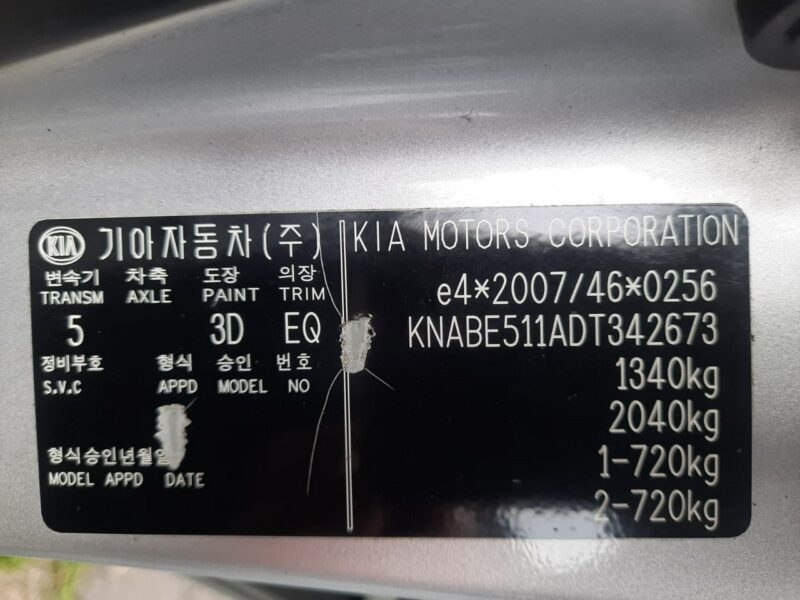 KIA 기아자동차(주)
변속기 차축 도장 의장
TRANSM AXLE PAINT TRIM
5 3D EQ
정비부호 형식 승인 번호
S.V.C APPD MODEL NO
형식승인년월일
MODEL APPD DATE
KIA MOTORS CORPORATION
e4*2007/46*0256
KNABE511ADT342673
1340kg
2040kg
1-720kg
2-720kg